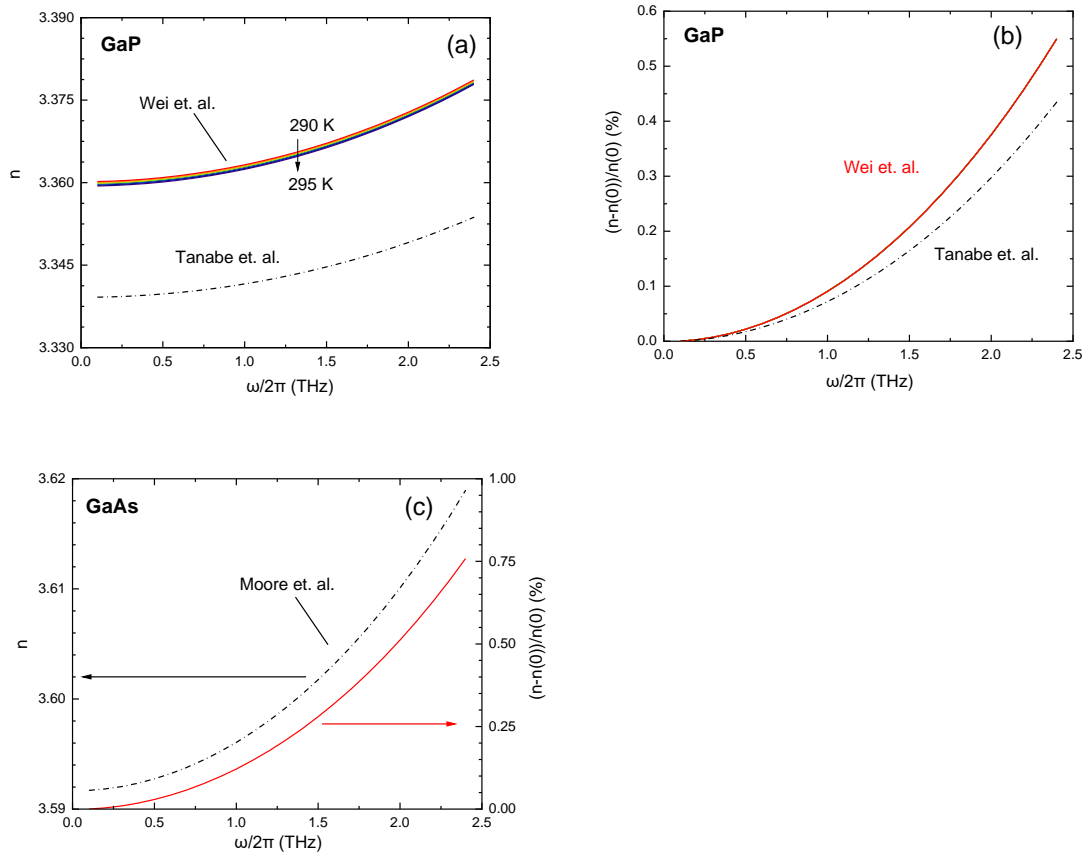 GaP
(a)
3.390
3.375
3.360
3.345
3.330
n
Wei et. al.
290 K
295 K
Tanabe et. al.
0.0 0.5 1.0 1.5 2.0 2.5
ω/2π (THz)
GaP
(b)
0.6
0.5
0.4
0.3
0.2
0.1
0.0
(n-n(0))/n(0) (%)
Wei et. al.
Tanabe et. al.
0.0 0.5 1.0 1.5 2.0 2.5
ω/2π (THz)
GaAs
(c)
3.62
3.61
3.60
3.59
n
Moore et. al.
1.00
0.75
0.50
0.25
0.00
(n-n(0))/n(0) (%)
0.0 0.5 1.0 1.5 2.0 2.5
ω/2π (THz)